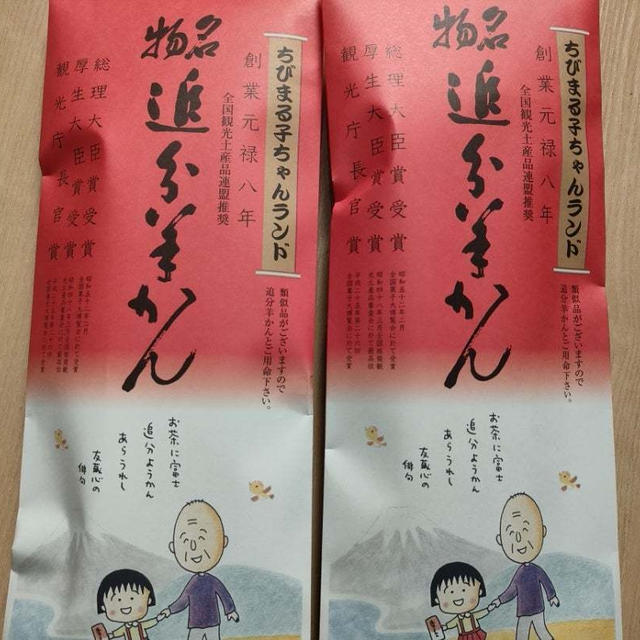 ちびまる子ちゃんランド
創業元禄八年
全国観光土産品連盟推奨
名物
追分羊かん
総理大臣賞受賞
厚生大臣賞受賞
観光庁長官賞
類似品がございますので
追分羊かんとご用命下さい。
お茶に富士
追分ようかん
あらうれし
友蔵心の
俳句
ちびまる子ちゃんランド
創業元禄八年
全国観光土産品連盟推奨
名物
追分羊かん
総理大臣賞受賞
厚生大臣賞受賞
観光庁長官賞
類似品がございますので
追分羊かんとご用命下さい。
お茶に富士
追分ようかん
あらうれし
友蔵心の
俳句